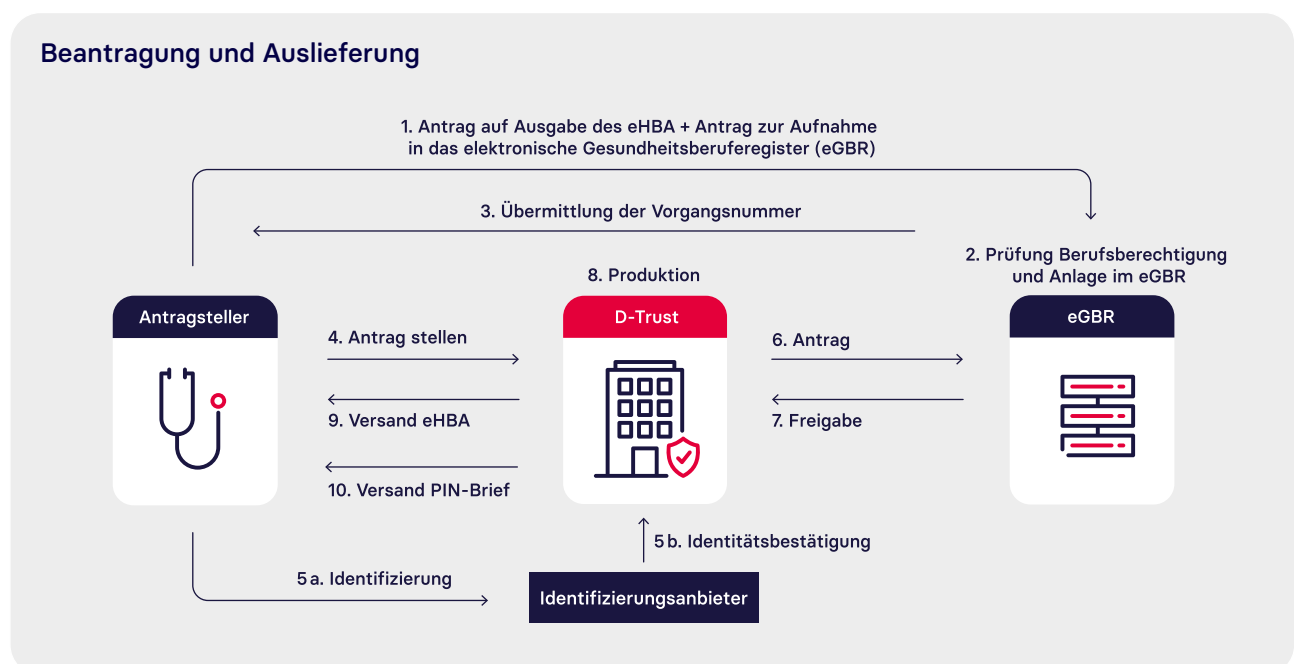 Beantragung und Auslieferung
1. Antrag auf Ausgabe des eHBA + Antrag zur Aufnahme
in das elektronische Gesundheitsberuferegister (eGBR)
3. Übermittlung der Vorgangsnummer
2. Prüfung Berufsberechtigung
und Anlage im eGBR
8. Produktion
Antragsteller
D-Trust
eGBR
4. Antrag stellen
6. Antrag
9. Versand eHBA
7. Freigabe
10. Versand PIN-Brief
5 b. Identitätsbestätigung
5 a. Identifizierung
Identifizierungsanbieter